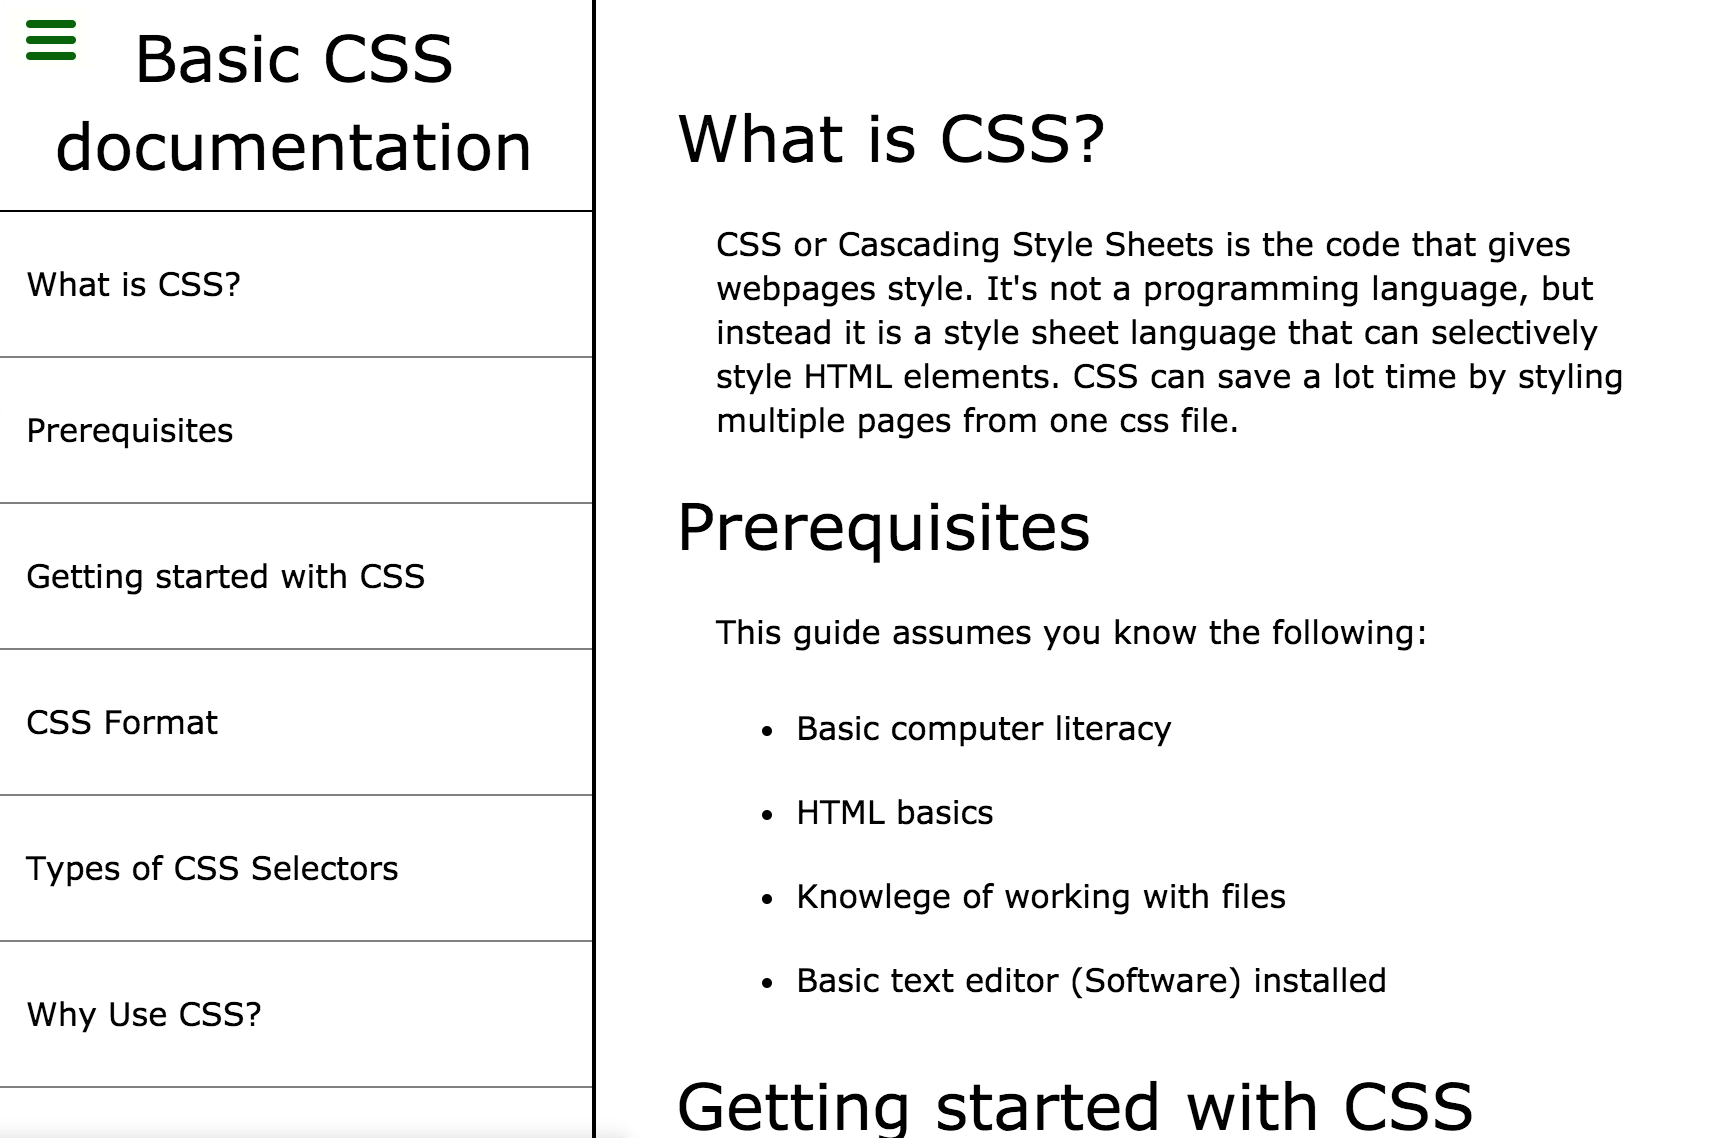 Basic CSS
documentation
What is CSS?
Prerequisites
Getting started with CSS
CSS Format
Types of CSS Selectors
Why Use CSS?
What is CSS?
CSS or Cascading Style Sheets is the code that gives
webpages style. It's not a programming language, but
instead it is a style sheet language that can selectively
style HTML elements. CSS can save a lot time by styling
multiple pages from one css file.
Prerequisites
This guide assumes you know the following:
• Basic computer literacy
• HTML basics
• Knowlege of working with files
• Basic text editor (Software) installed
Getting started with CSS